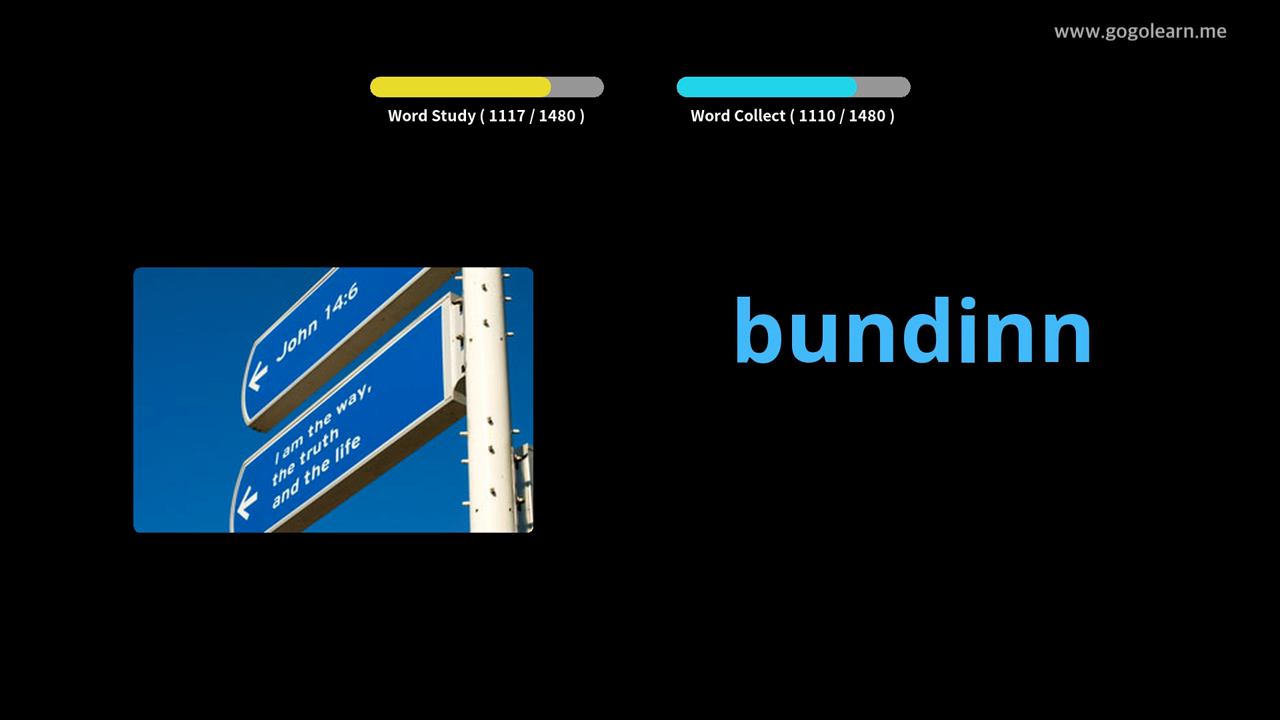 www.gogolearn.me
Word Study ( 1117 / 1480 )
Word Collect ( 1110 / 1480 )
John 14:6
I am the way,
the truth
and the life
bundinn